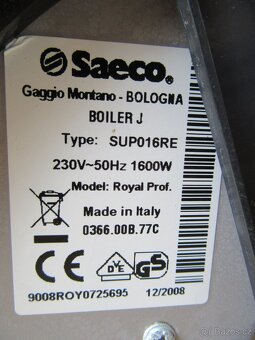 Saeco®
Gaggio Montano - BOLOGNA
BOILER J
Type: SUP016RE
230V~50Hz 1600W
Model: Royal Prof.
Made in Italy
0366.00B.77C
CE
VDE
GS
9008ROY0725695 12/2008